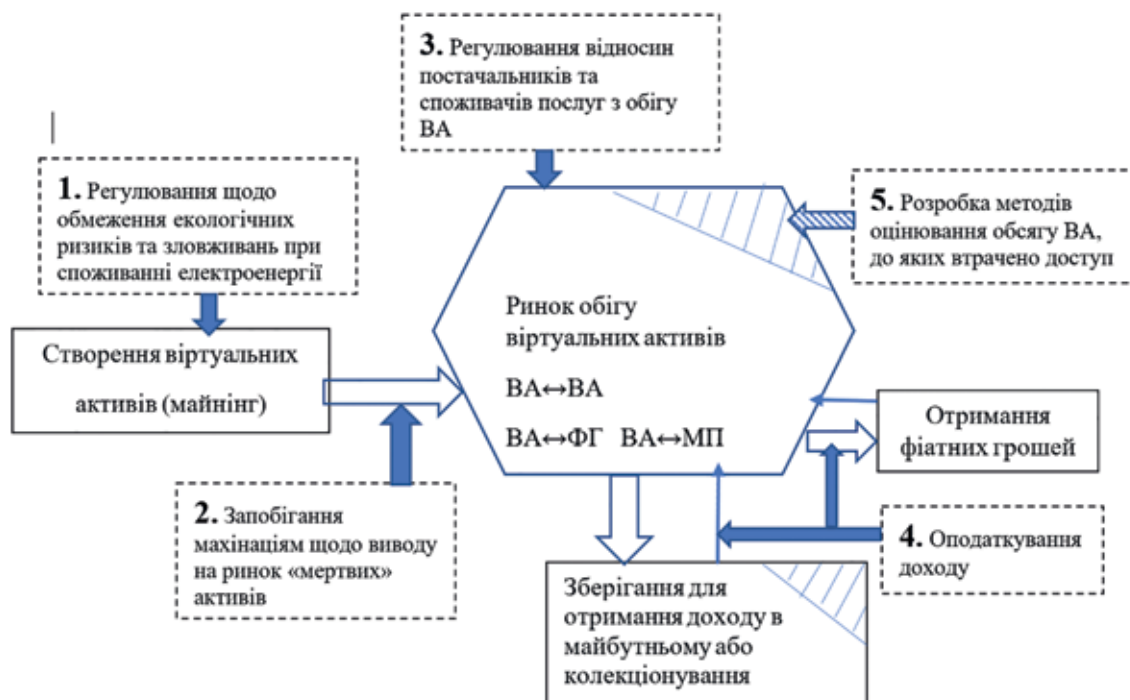 3. Регулювання відносин
постачальників та
споживачів послуг з обігу
ВА
1. Регулювання щодо
обмеження екологічних
ризиків та зловживань при
споживанні електроенергії
5. Розробка методів
оцінювання обсягу ВА,
до яких втрачено доступ
Ринок обігу
віртуальних активів
ВА↔ВА
ВА↔ФГ ВА↔МП
Створення віртуальних
активів (майнінг)
Отримання
фіатних грошей
2. Запобігання
махінаціям щодо виводу
на ринок «мертвих»
активів
4. Оподаткування
доходу
Зберігання для
отримання доходу в
майбутньому або
колекціонування